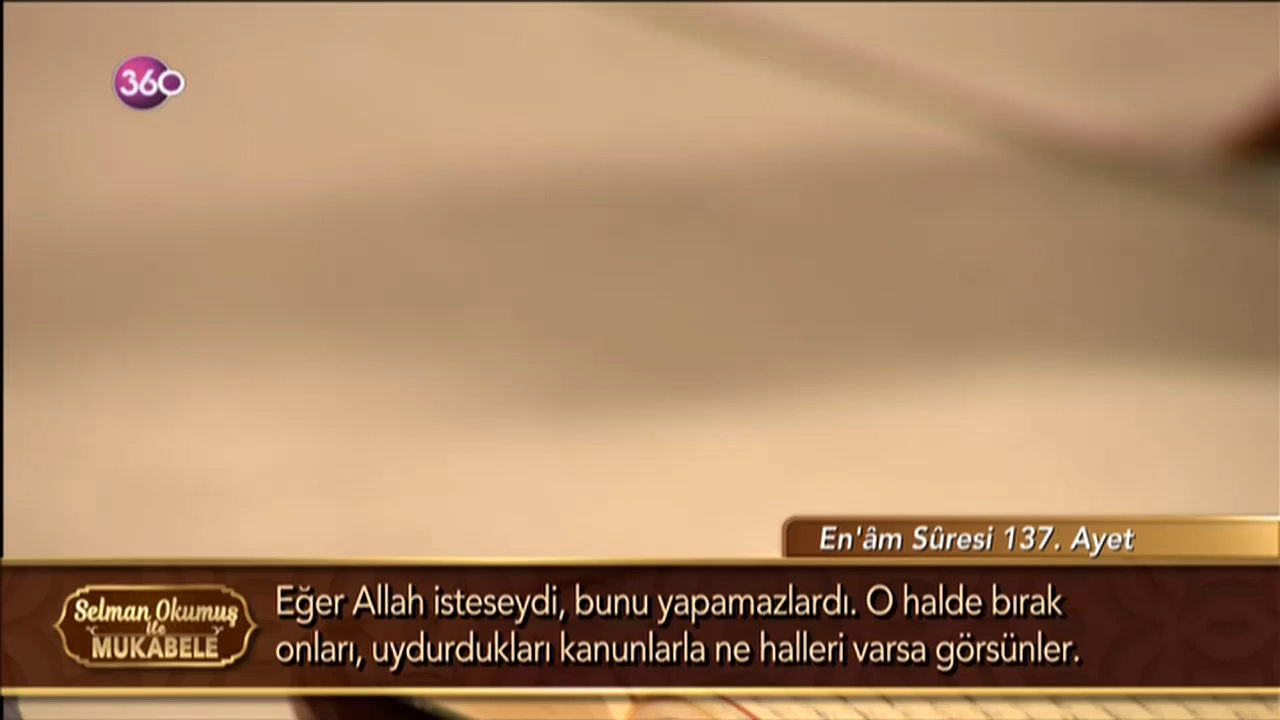 360
En'âm Sûresi 137. Ayet
Selman Okumuş
ile
MUKABELE
Eğer Allah isteseydi, bunu yapamazlardı. O halde bırak
onları, uydurdukları kanunlarla ne halleri varsa görsünler.